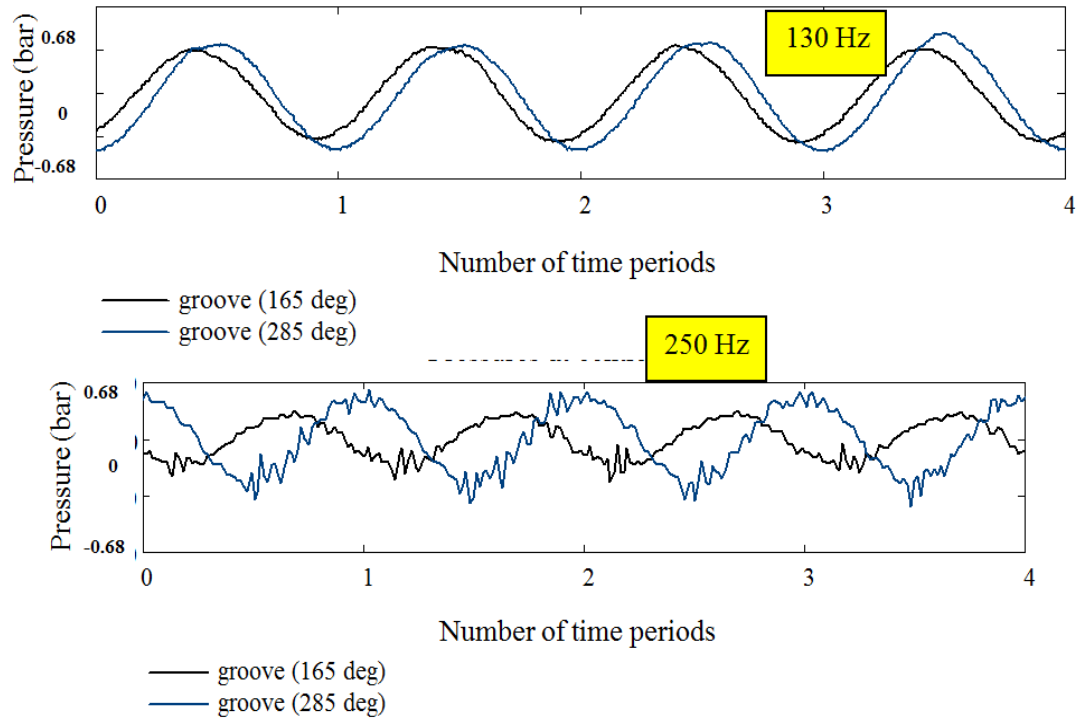 130 Hz
Pressure (bar)
0.68
0
-0.68
0 1 2 3 4
Number of time periods
groove (165 deg)
groove (285 deg)
250 Hz
Pressure (bar)
0.68
0
-0.68
0 1 2 3 4
Number of time periods
groove (165 deg)
groove (285 deg)